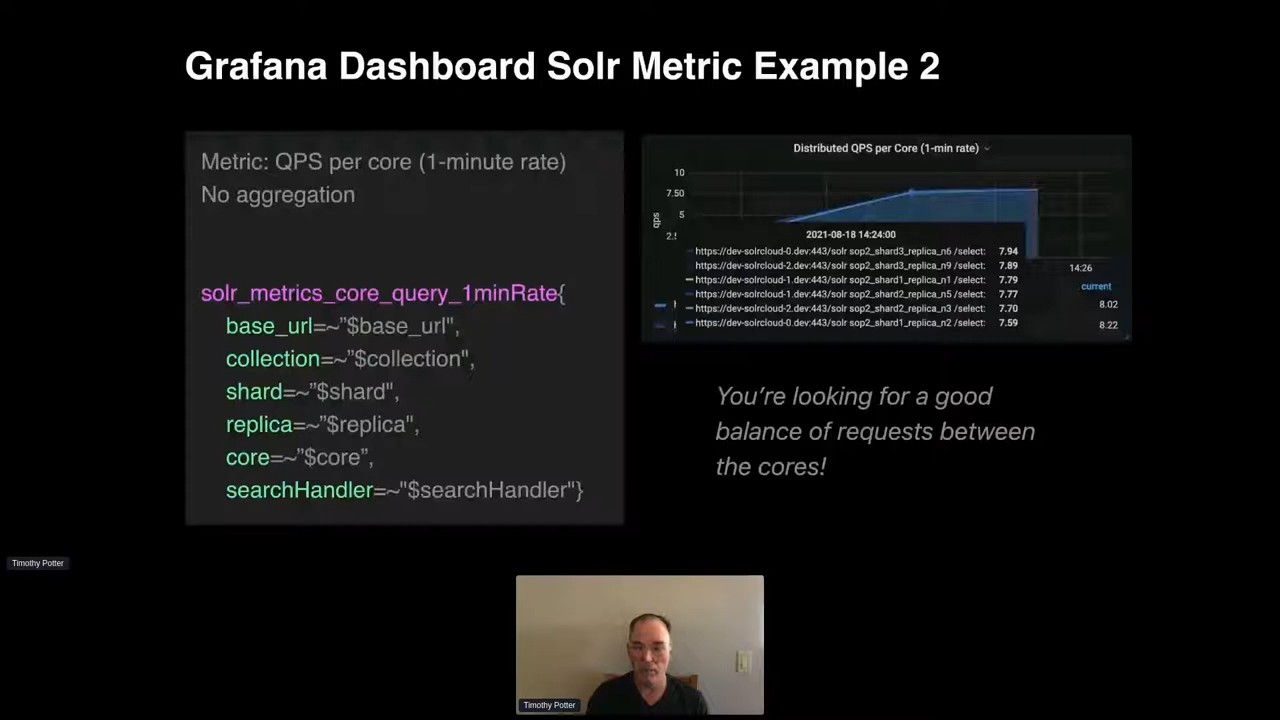 Grafana Dashboard Solr Metric Example 2
Metric: QPS per core (1-minute rate)
No aggregation
solr_metrics_core_query_1minRate{
base_url=~”$base_url",
collection=~”$collection",
shard=~”$shard",
replica=~”$replica",
core=~”$core”,
searchHandler=~"$searchHandler"}
Distributed QPS per Core (1-min rate)
10
7.50
5
qps
2021-08-18 14:24:00
https://dev-solrcloud-0.dev:443/solr sop2_shard3_replica_n6 /select: 7.94
https://dev-solrcloud-2.dev:443/solr sop2_shard3_replica_n9 /select: 7.89
https://dev-solrcloud-1.dev:443/solr sop2_shard1_replica_n1 /select: 7.79
https://dev-solrcloud-1.dev:443/solr sop2_shard2_replica_n5 /select: 7.77
https://dev-solrcloud-2.dev:443/solr sop2_shard2_replica_n3 /select: 7.70
https://dev-solrcloud-0.dev:443/solr sop2_shard1_replica_n2 /select: 7.59
14:26
current
8.02
8.22
You’re looking for a good
balance of requests between
the cores!
Timothy Potter
Timothy Potter